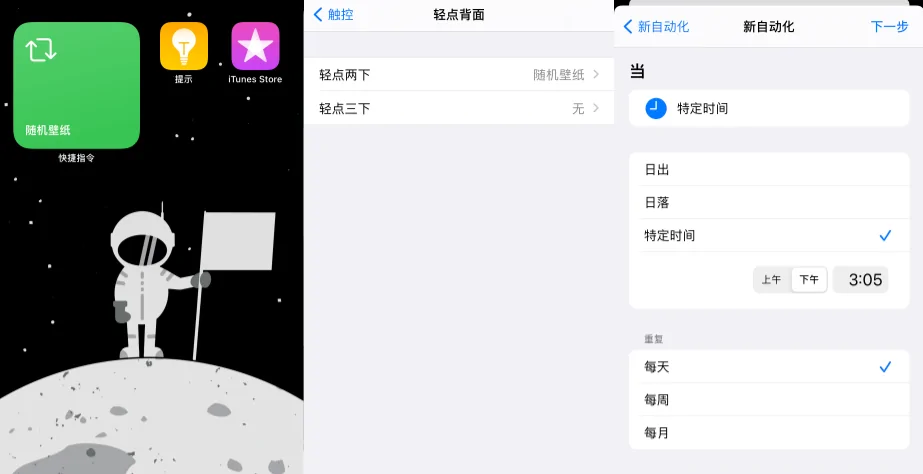 提示
iTunes Store
随机壁纸
快捷指令
触控
轻点背面
轻点两下
随机壁纸
轻点三下
无
新自动化
新自动化
下一步
当
特定时间
日出
日落
特定时间
上午
下午
3:05
重复
每天
每周
每月